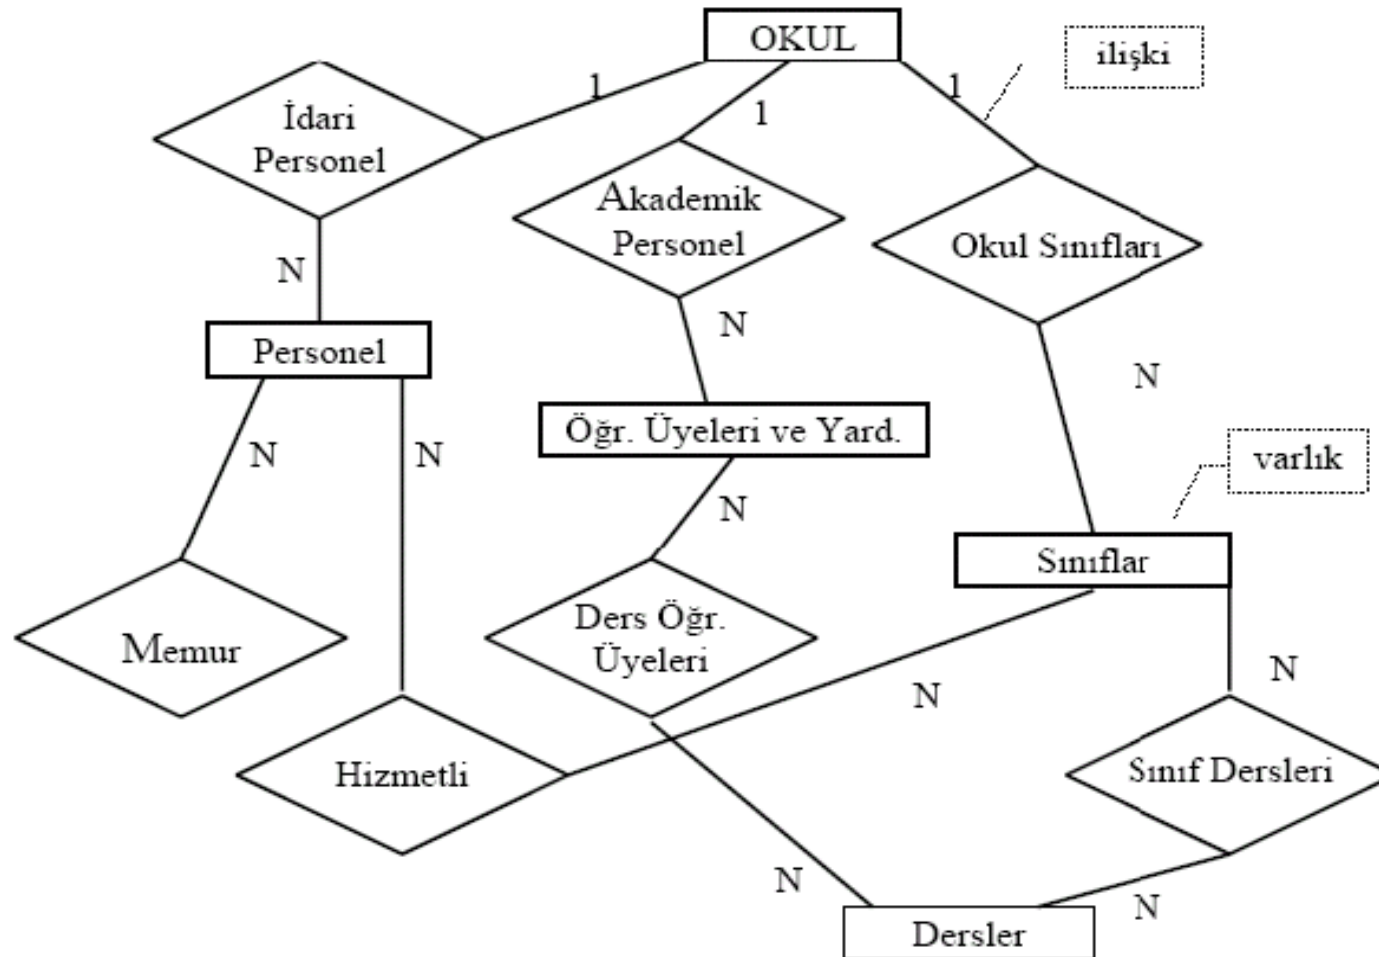 OKUL
ilişki
1
1
1
İdari
Personel
Akademik
Personel
Okul Sınıfları
N
N
N
Personel
Öğr. Üyeleri ve Yard.
varlık
N
N
N
Sınıflar
Memur
Ders Öğr.
Üyeleri
N
N
Hizmetli
Sınıf Dersleri
N
N
Dersler